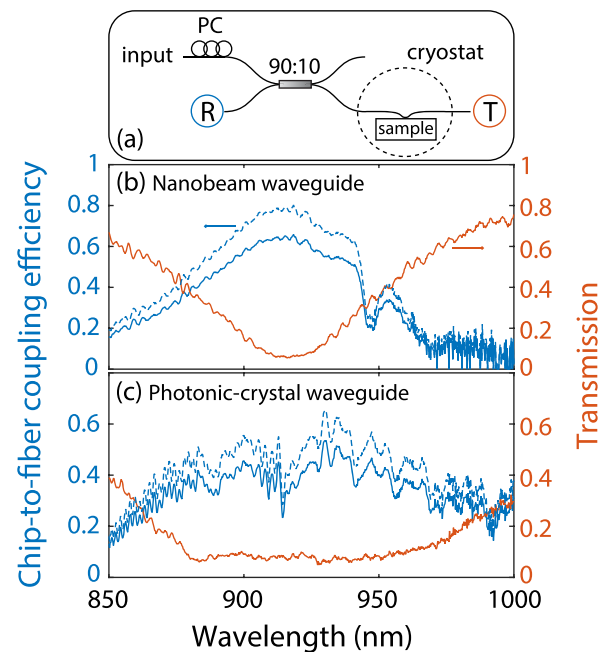 PC
input
90:10
cryostat
R
T
sample
(a)
Chip-to-fiber coupling efficiency
Transmission
(b) Nanobeam waveguide
1
0.8
0.6
0.4
0.2
0
1
0.8
0.6
0.4
0.2
0
(c) Photonic-crystal waveguide
0.6
0.4
0.2
0
0.6
0.4
0.2
0
850 900 950 1000
Wavelength (nm)